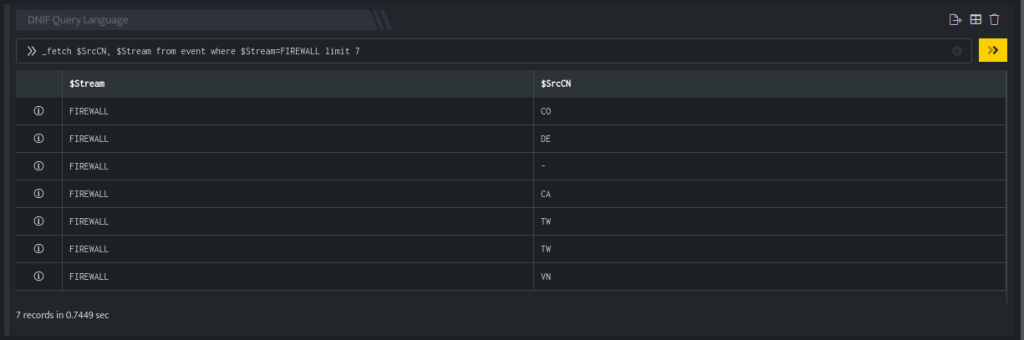 DNIF Query Language
_fetch $SrcCN, $Stream from event where $Stream=FIREWALL limit 7
$Stream $SrcCN
FIREWALL CO
FIREWALL DE
FIREWALL -
FIREWALL CA
FIREWALL TW
FIREWALL TW
FIREWALL VN
7 records in 0.7449 sec